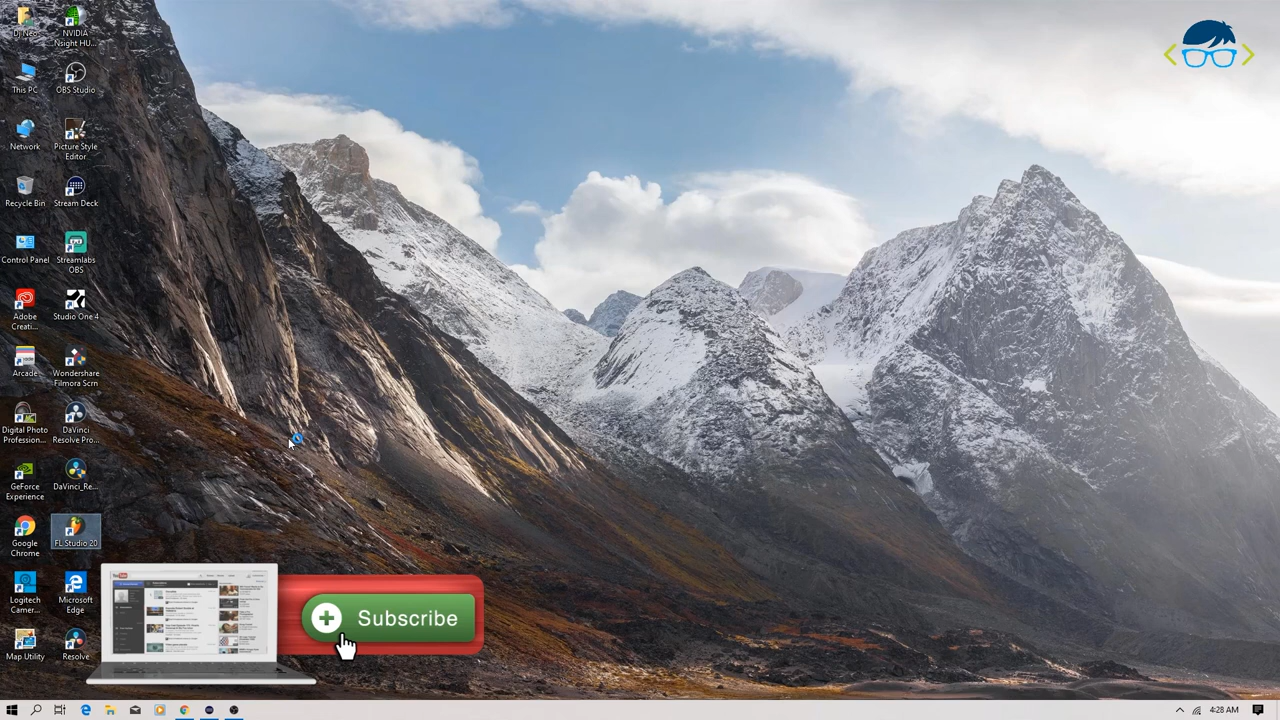 Dj Neo
NVIDIA
Nsight HU...
This PC
OBS Studio
Network
Picture Style
Editor
Recycle Bin
Stream Deck
Control Panel
Streamlabs
OBS
Adobe
Creati...
Studio One 4
Arcade
Wondershare
Filmora Scrn
Digital Photo
Profession...
DaVinci
Resolve Pro...
GeForce
Experience
DaVinci_Re...
Google
Chrome
FL Studio 20
Logitech
Camer...
Microsoft
Edge
Map Utility
Resolve
Subscribe
4:28 AM